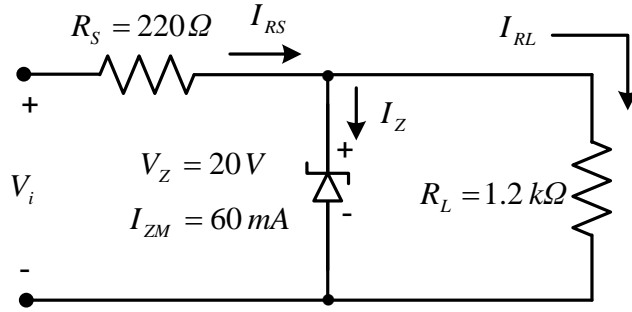 R_S = 220 Ω
I_RS
I_RL
+
I_Z
V_Z = 20 V
+
V_i
I_ZM = 60 mA
-
R_L = 1.2 kΩ
-